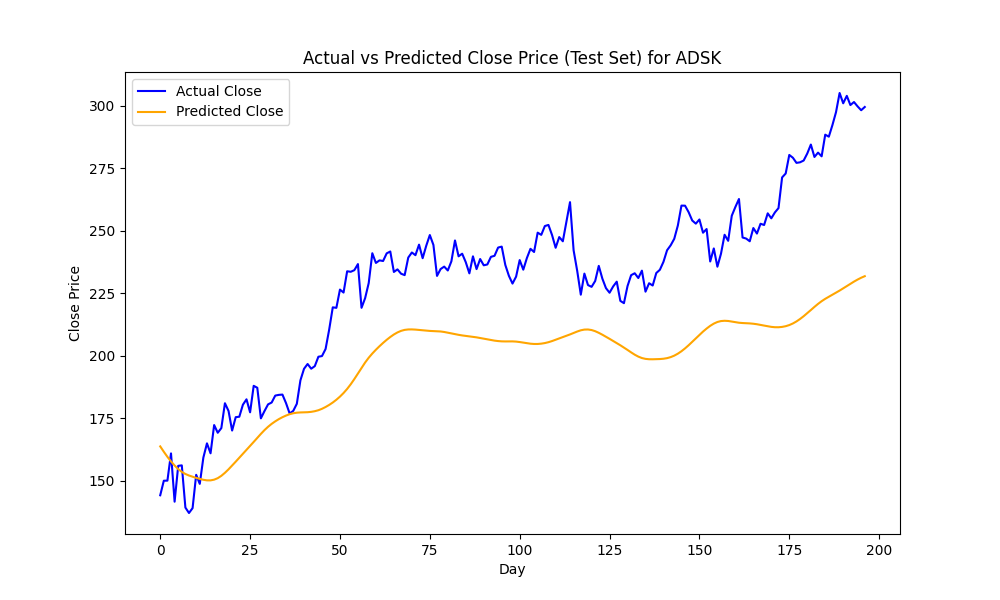 Actual vs Predicted Close Price (Test Set) for ADSK
Actual Close
Predicted Close
Close Price
300
275
250
225
200
175
150
0 25 50 75 100 125 150 175 200
Day